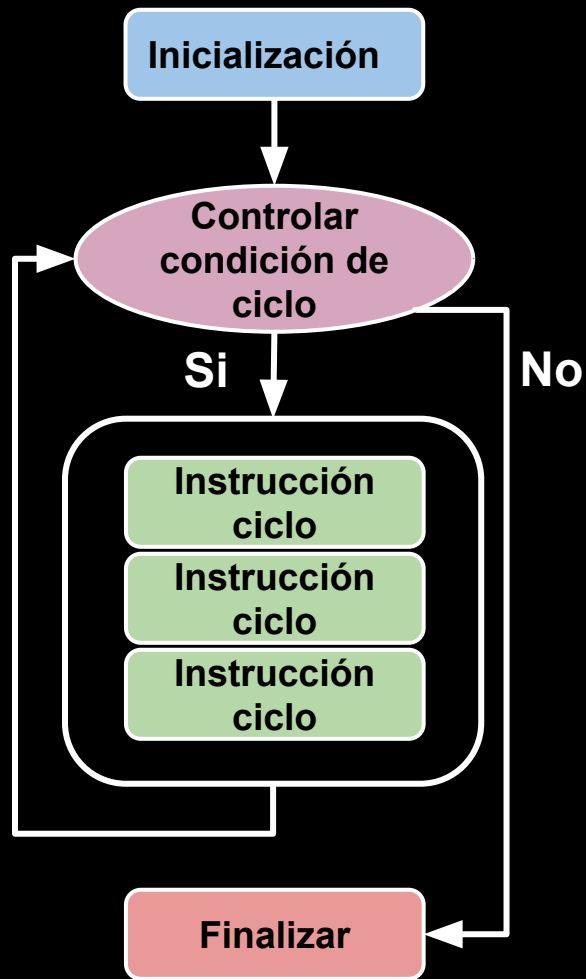 Inicialización
Controlar
condición de
ciclo
Si
No
Instrucción
ciclo
Instrucción
ciclo
Instrucción
ciclo
Finalizar